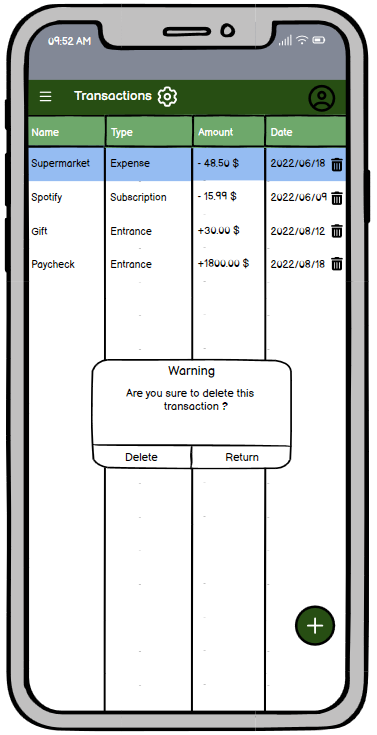 09:52 AM
Transactions
Name Type Amount Date
Supermarket Expense - 48.50 $ 2022/06/18
Spotify Subscription - 15.99 $ 2022/06/09
Gift Entrance +30.00 $ 2022/08/12
Paycheck Entrance +1800.00 $ 2022/08/18
Warning
Are you sure to delete this
transaction ?
Delete Return